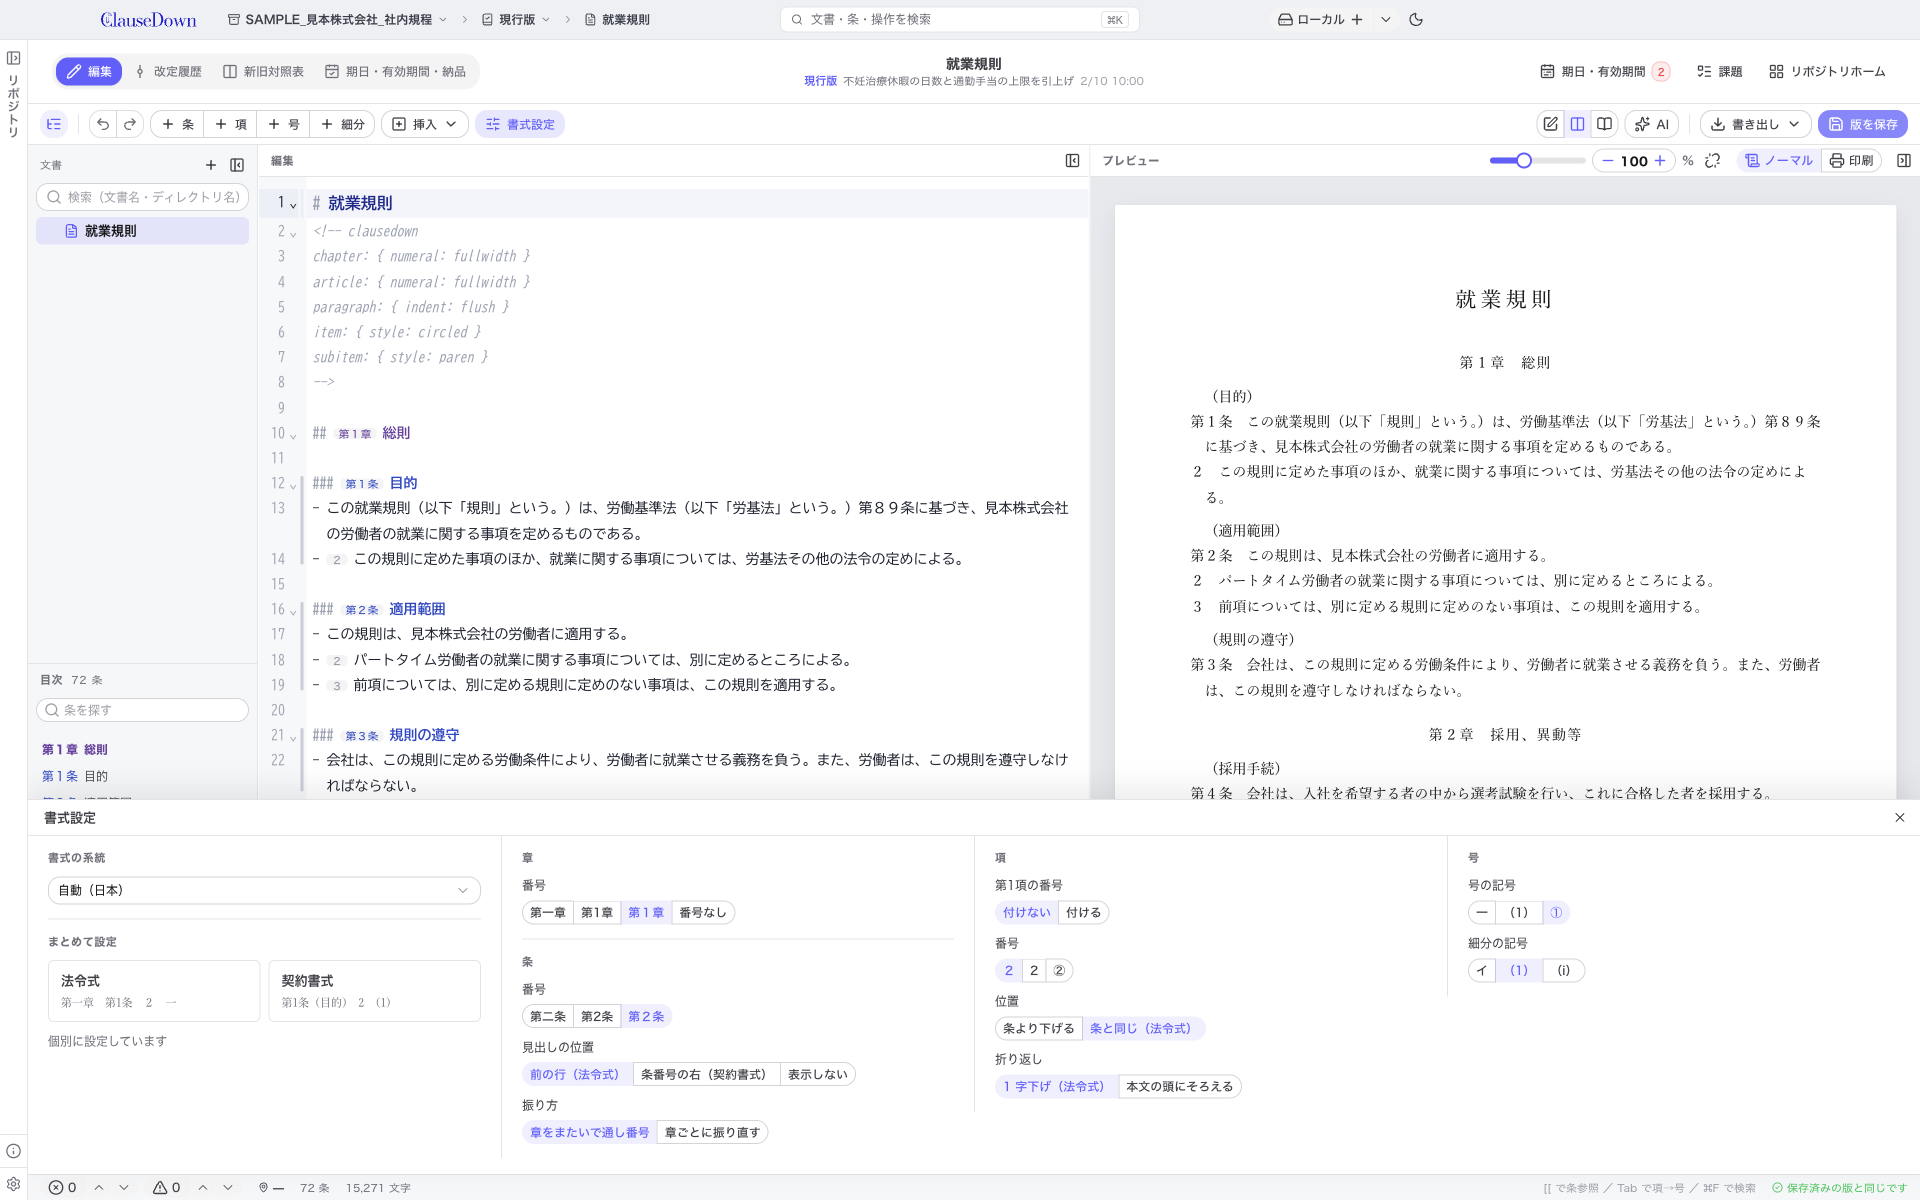 ClauseDown
SAMPLE_見本株式会社_社内規程
現行版
就業規則
文書・条・操作を検索
⌘K
ローカル
リポジトリ
編集
改定履歴
新旧対照表
期日・有効期間・納品
就業規則
現行版 不妊治療休暇の日数と通勤手当の上限を引上げ 2/10 10:00
期日・有効期間 2
課題
リポジトリホーム
+ 条
+ 項
+ 号
+ 細分
挿入
書式設定
AI
書き出し
版を保存
文書
検索（文書名・ディレクトリ名）
就業規則
目次 72 条
条を探す
第１章 総則
第１条 目的
編集
1 # 就業規則
2 <!-- clausedown
3 chapter: { numeral: fullwidth }
4 article: { numeral: fullwidth }
5 paragraph: { indent: flush }
6 item: { style: circled }
7 subitem: { style: paren }
8 -->
9
10 ## 第１章 総則
11
12 ### 第１条 目的
13 - この就業規則（以下「規則」という。）は、労働基準法（以下「労基法」という。）第８９条に基づき、見本株式会社
の労働者の就業に関する事項を定めるものである。
14 - 2 この規則に定めた事項のほか、就業に関する事項については、労基法その他の法令の定めによる。
15
16 ### 第２条 適用範囲
17 - この規則は、見本株式会社の労働者に適用する。
18 - 2 パートタイム労働者の就業に関する事項については、別に定めるところによる。
19 - 3 前項については、別に定める規則に定めのない事項は、この規則を適用する。
20
21 ### 第３条 規則の遵守
22 - 会社は、この規則に定める労働条件により、労働者に就業させる義務を負う。また、労働者は、この規則を遵守しなけ
ればならない。
プレビュー
100 %
ノーマル
印刷
就業規則
第１章　総則
（目的）
第１条　この就業規則（以下「規則」という。）は、労働基準法（以下「労基法」という。）第８９条
に基づき、見本株式会社の労働者の就業に関する事項を定めるものである。
２　この規則に定めた事項のほか、就業に関する事項については、労基法その他の法令の定めによ
る。
（適用範囲）
第２条　この規則は、見本株式会社の労働者に適用する。
２　パートタイム労働者の就業に関する事項については、別に定めるところによる。
３　前項については、別に定める規則に定めのない事項は、この規則を適用する。
（規則の遵守）
第３条　会社は、この規則に定める労働条件により、労働者に就業させる義務を負う。また、労働者
は、この規則を遵守しなければならない。
第２章　採用、異動等
（採用手続）
第４条　会社は、入社を希望する者の中から選考試験を行い、これに合格した者を採用する。
書式設定
書式の系統
自動（日本）
まとめて設定
法令式
第一章　第1条　2　一
契約書式
第1条（目的）　2　（1）
個別に設定しています
章
番号
第一章 第1章 第１章 番号なし
条
番号
第二条 第2条 第２条
見出しの位置
前の行（法令式） 条番号の右（契約書式） 表示しない
振り方
章をまたいで通し番号 章ごとに振り直す
項
第1項の番号
付けない 付ける
番号
２ 2 ②
位置
条より下げる 条と同じ（法令式）
折り返し
1 字下げ（法令式） 本文の頭にそろえる
号
号の記号
一 （1） ①
細分の記号
イ （1） （i）
0
0
—
72 条
15,271 文字
[[ で条参照 ／ Tab で項→号 ／ ⌘F で検索
保存済みの版と同じです